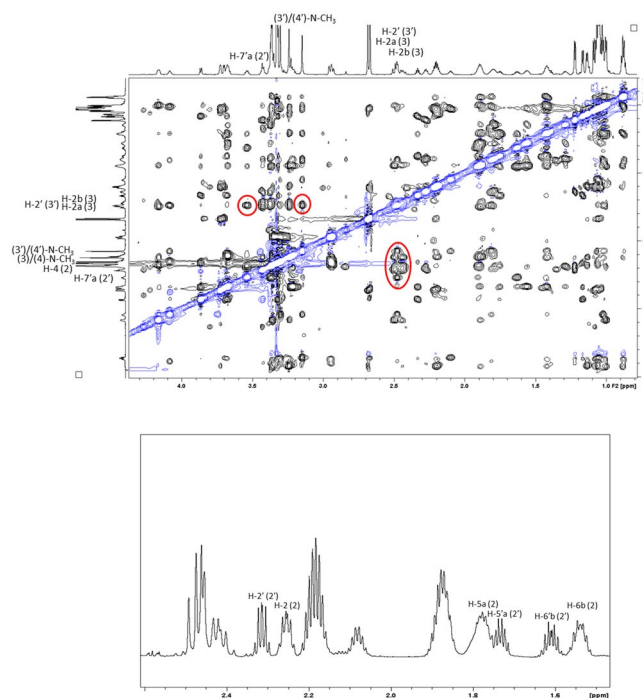 (3')/(4')-N-CH₃
H-2' (3')
H-2a (3)
H-7'a (2')
H-2b (3)
H-2b (3)
H-2' (3') H-2a (3)
(3')/(4')-N-CH₃
(3)/(4)-N-CH₃
H-4 (2)
H-7'a (2')
4.0 3.5 3.0 2.5 2.0 1.5 1.0 F2 [ppm]
H-2' (2')
H-2 (2)
H-5a (2)
H-5'a (2')
H-6'b (2')
H-6b (2)
2.4 2.2 2.0 1.8 1.6 [ppm]